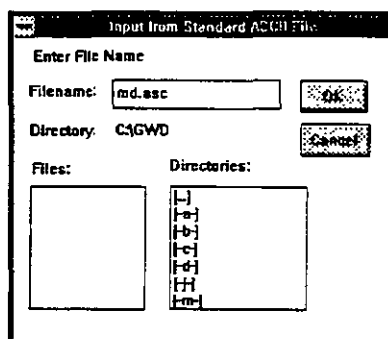 Input from Standard ASCII File
Enter File Name
Filename: md.asc OK
Directory: C:\GWD Cancel
Files: Directories:
[..]
[-a-]
[-b-]
[-c-]
[-d-]
[-m-]